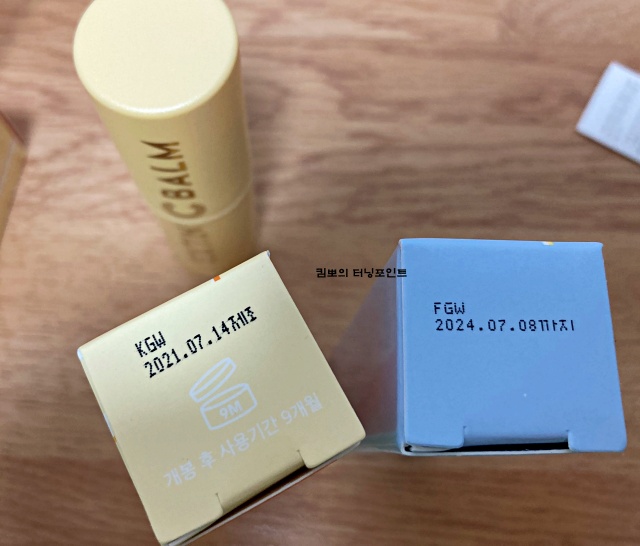 C BALM
킴뽀의 터닝포인트
KGW
2021.07.14제조
9M
개봉 후 사용기간 9개월
FGW
2024.07.08까지